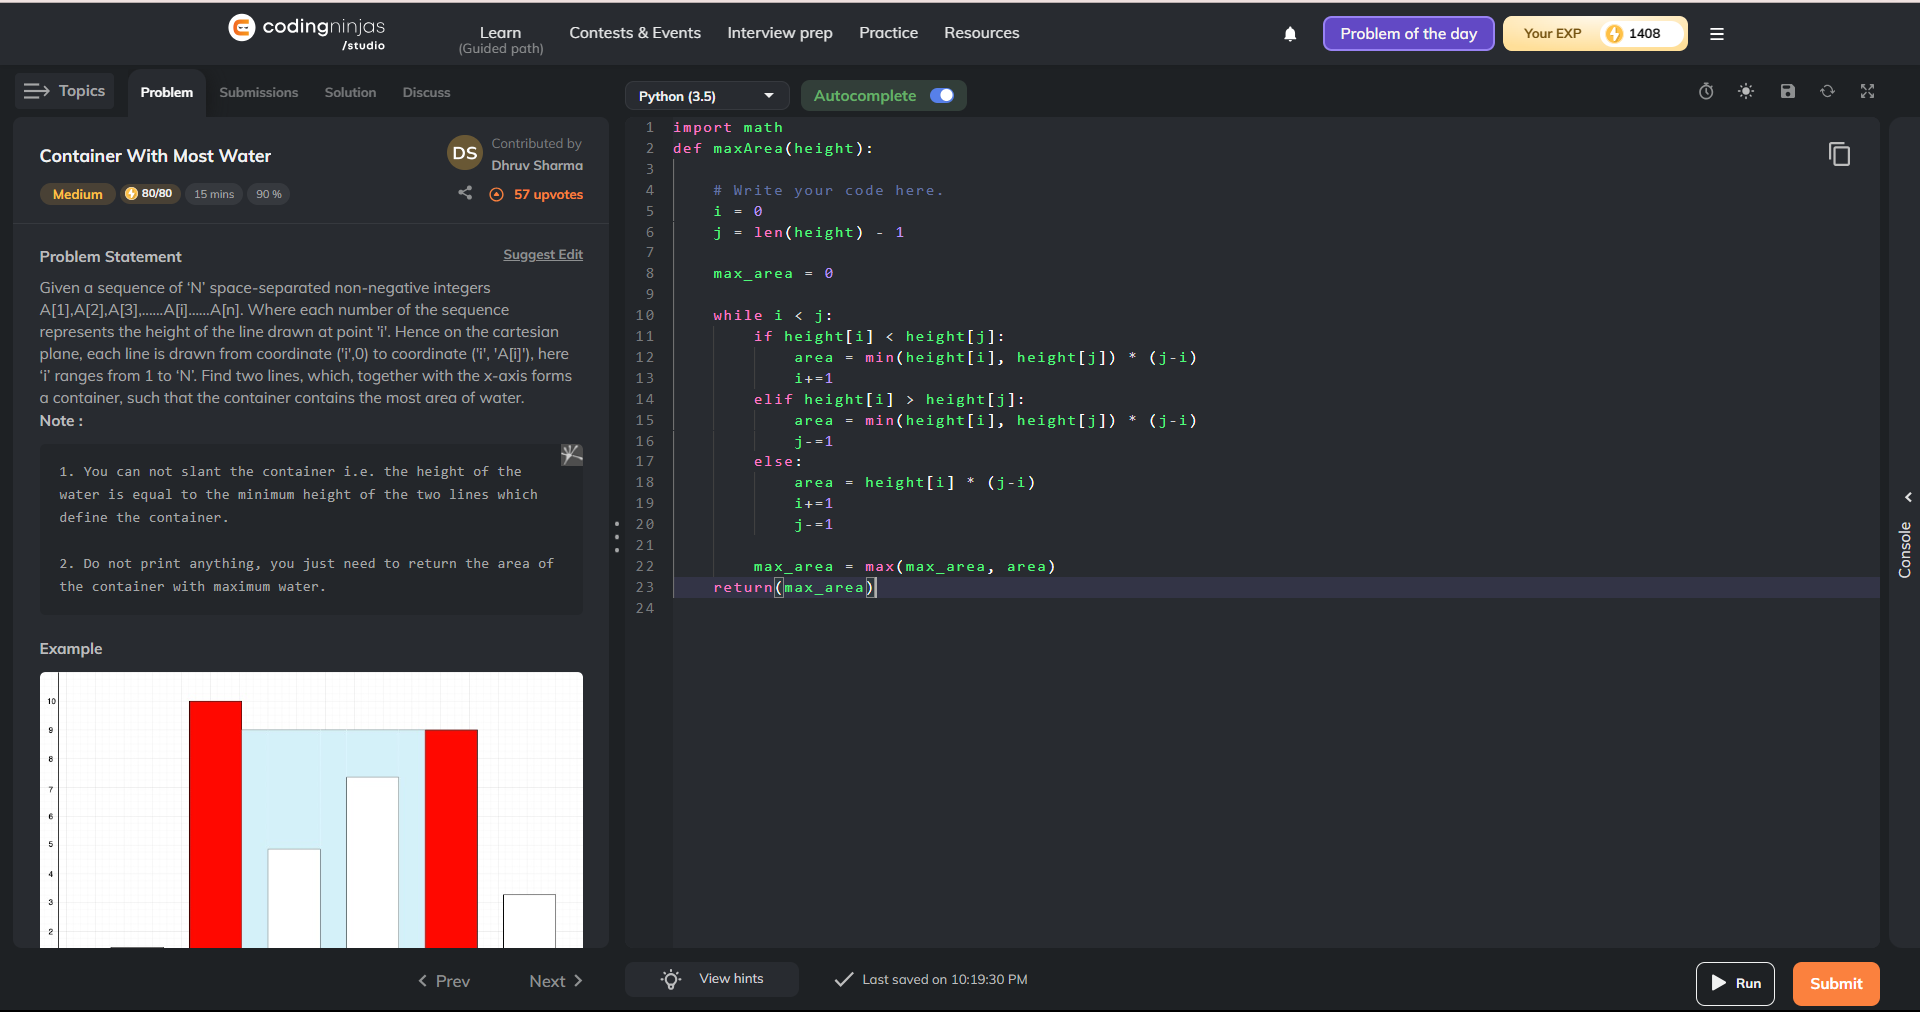 codingninjas
/studio
Learn
(Guided path)
Contests & Events
Interview prep
Practice
Resources
Problem of the day
Your EXP 1408
Topics
Problem
Submissions
Solution
Discuss
Container With Most Water
DS
Contributed by
Dhruv Sharma
Medium
80/80
15 mins
90 %
57 upvotes
Problem Statement
Suggest Edit
Given a sequence of ‘N’ space-separated non-negative integers
A[1],A[2],A[3],......A[i]......A[n]. Where each number of the sequence
represents the height of the line drawn at point 'i'. Hence on the cartesian
plane, each line is drawn from coordinate ('i',0) to coordinate ('i', 'A[i]'), here
‘i’ ranges from 1 to ‘N’. Find two lines, which, together with the x-axis forms
a container, such that the container contains the most area of water.
Note :
1. You can not slant the container i.e. the height of the
water is equal to the minimum height of the two lines which
define the container.
2. Do not print anything, you just need to return the area of
the container with maximum water.
Example
10
9
8
7
6
5
4
3
2
Prev
Next
Python (3.5)
Autocomplete
1 import math
2 def maxArea(height):
3
4     # Write your code here.
5     i = 0
6     j = len(height) - 1
7
8     max_area = 0
9
10     while i < j:
11         if height[i] < height[j]:
12             area = min(height[i], height[j]) * (j-i)
13             i+=1
14         elif height[i] > height[j]:
15             area = min(height[i], height[j]) * (j-i)
16             j-=1
17         else:
18             area = height[i] * (j-i)
19             i+=1
20             j-=1
21
22         max_area = max(max_area, area)
23     return(max_area)
24
Console
View hints
Last saved on 10:19:30 PM
Run
Submit